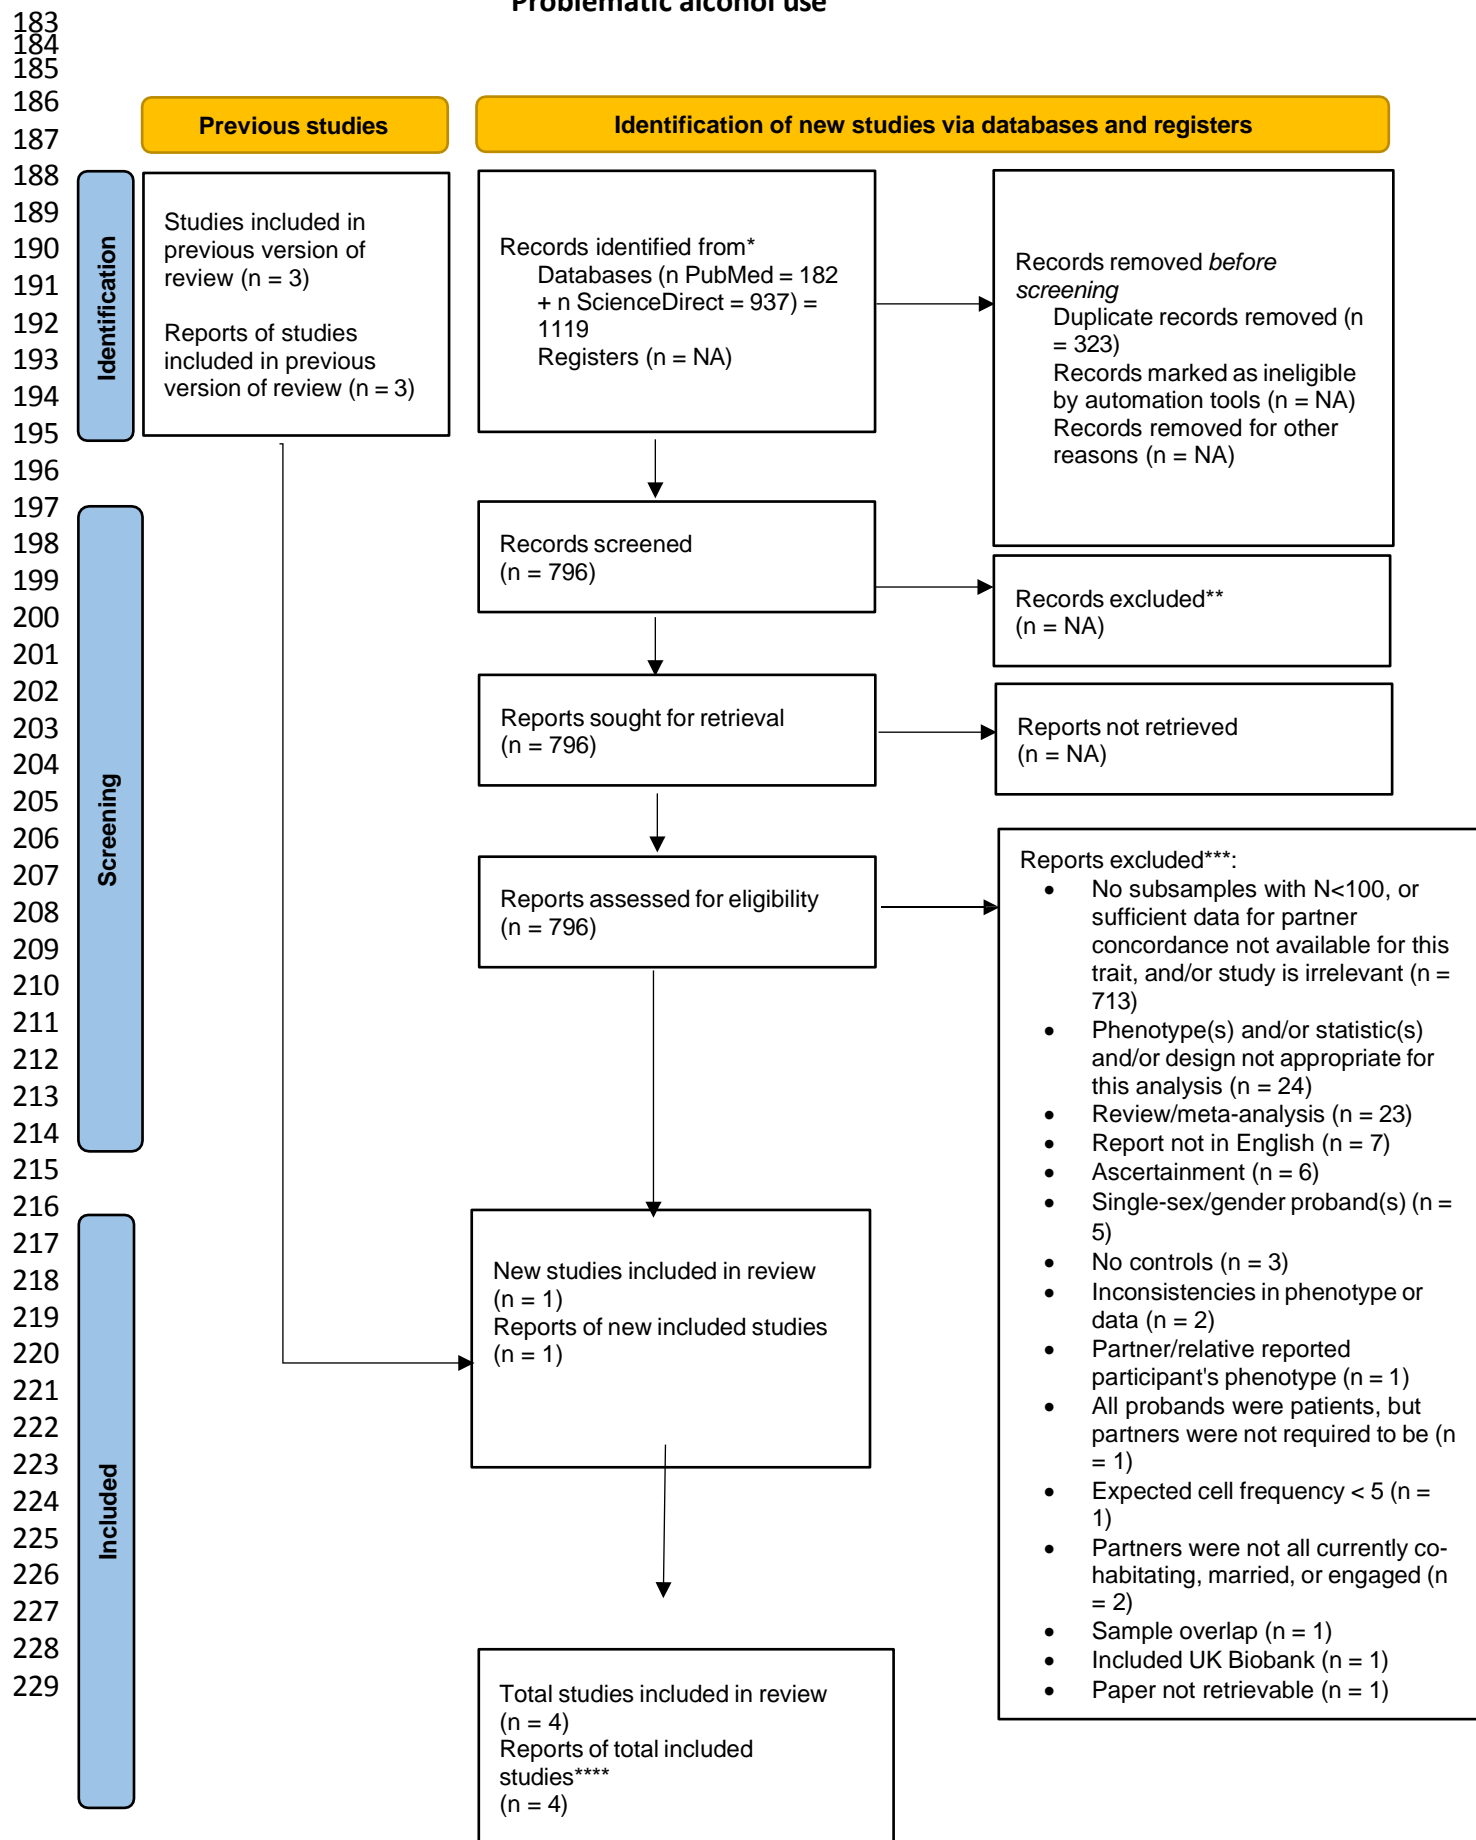 Problematic alcohol use
183
184
185
186
187
188
189
190
191
192
193
194
195
196
197
198
199
200
201
202
203
204
205
206
207
208
209
210
211
212
213
214
215
216
217
218
219
220
221
222
223
224
225
226
227
228
229
Previous studies
Identification of new studies via databases and registers
Identification
Studies included in
previous version of
review (n = 3)
Reports of studies
included in previous
version of review (n = 3)
Records identified from*
Databases (n PubMed = 182
+ n ScienceDirect = 937) =
1119
Registers (n = NA)
Records removed before
screening
Duplicate records removed (n
= 323)
Records marked as ineligible
by automation tools (n = NA)
Records removed for other
reasons (n = NA)
Screening
Records screened
(n = 796)
Records excluded**
(n = NA)
Reports sought for retrieval
(n = 796)
Reports not retrieved
(n = NA)
Reports assessed for eligibility
(n = 796)
Reports excluded***:
• No subsamples with N<100, or
sufficient data for partner
concordance not available for this
trait, and/or study is irrelevant (n =
713)
• Phenotype(s) and/or statistic(s)
and/or design not appropriate for
this analysis (n = 24)
• Review/meta-analysis (n = 23)
• Report not in English (n = 7)
• Ascertainment (n = 6)
• Single-sex/gender proband(s) (n =
5)
• No controls (n = 3)
• Inconsistencies in phenotype or
data (n = 2)
• Partner/relative reported
participant's phenotype (n = 1)
• All probands were patients, but
partners were not required to be (n
= 1)
• Expected cell frequency < 5 (n =
1)
• Partners were not all currently co-
habitating, married, or engaged (n
= 2)
• Sample overlap (n = 1)
• Included UK Biobank (n = 1)
• Paper not retrievable (n = 1)
Included
New studies included in review
(n = 1)
Reports of new included studies
(n = 1)
Total studies included in review
(n = 4)
Reports of total included
studies****
(n = 4)